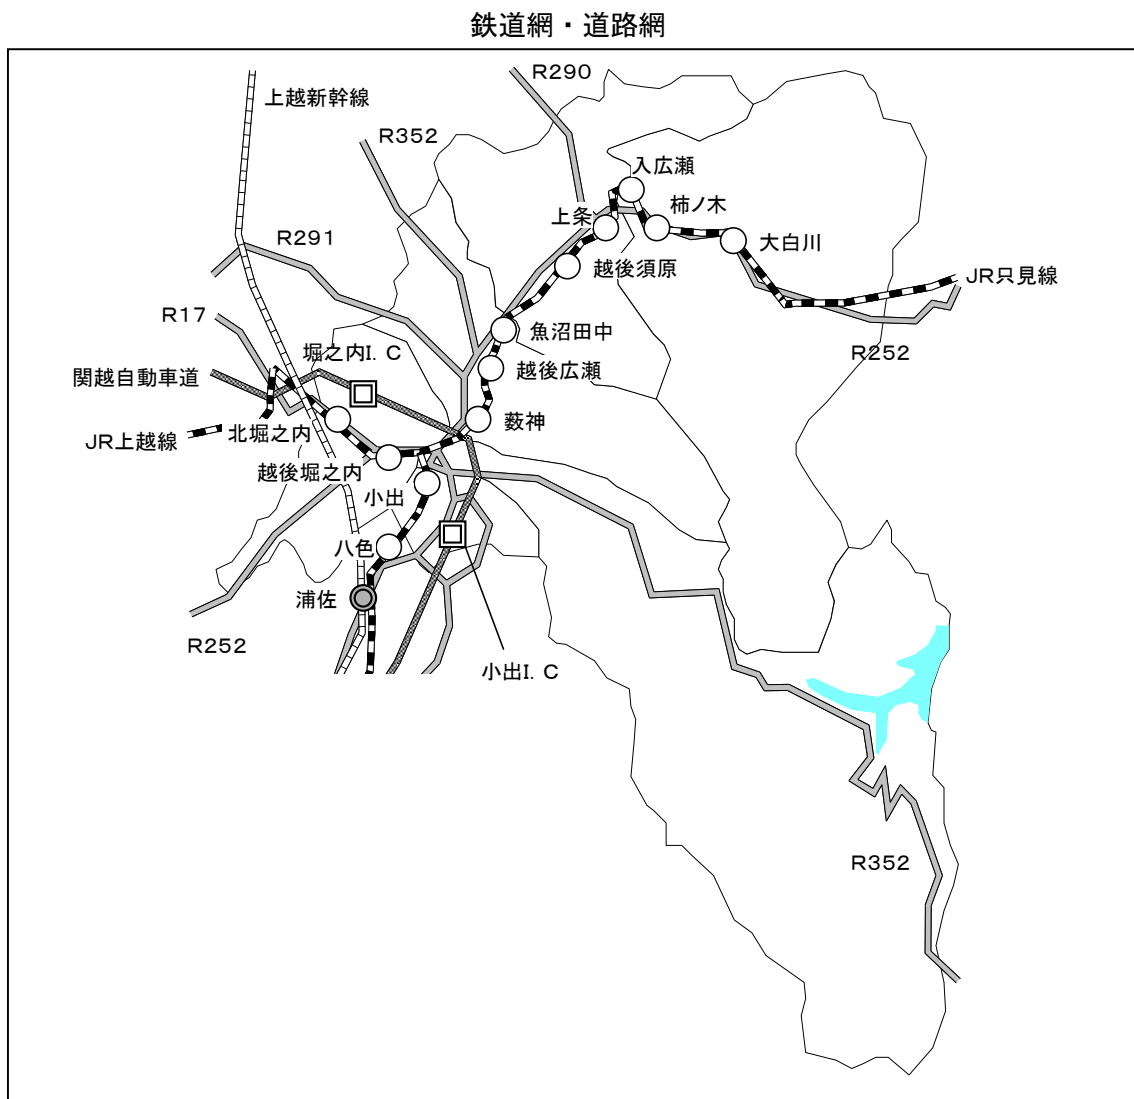 鉄道網・道路網
R290
上越新幹線
R352
入広瀬
柿ノ木
上条
R291
大白川
越後須原
JR只見線
R17
魚沼田中
堀之内I.C
R252
越後広瀬
関越自動車道
薮神
北堀之内
JR上越線
越後堀之内
小出
八色
浦佐
R252
小出I.C
R352